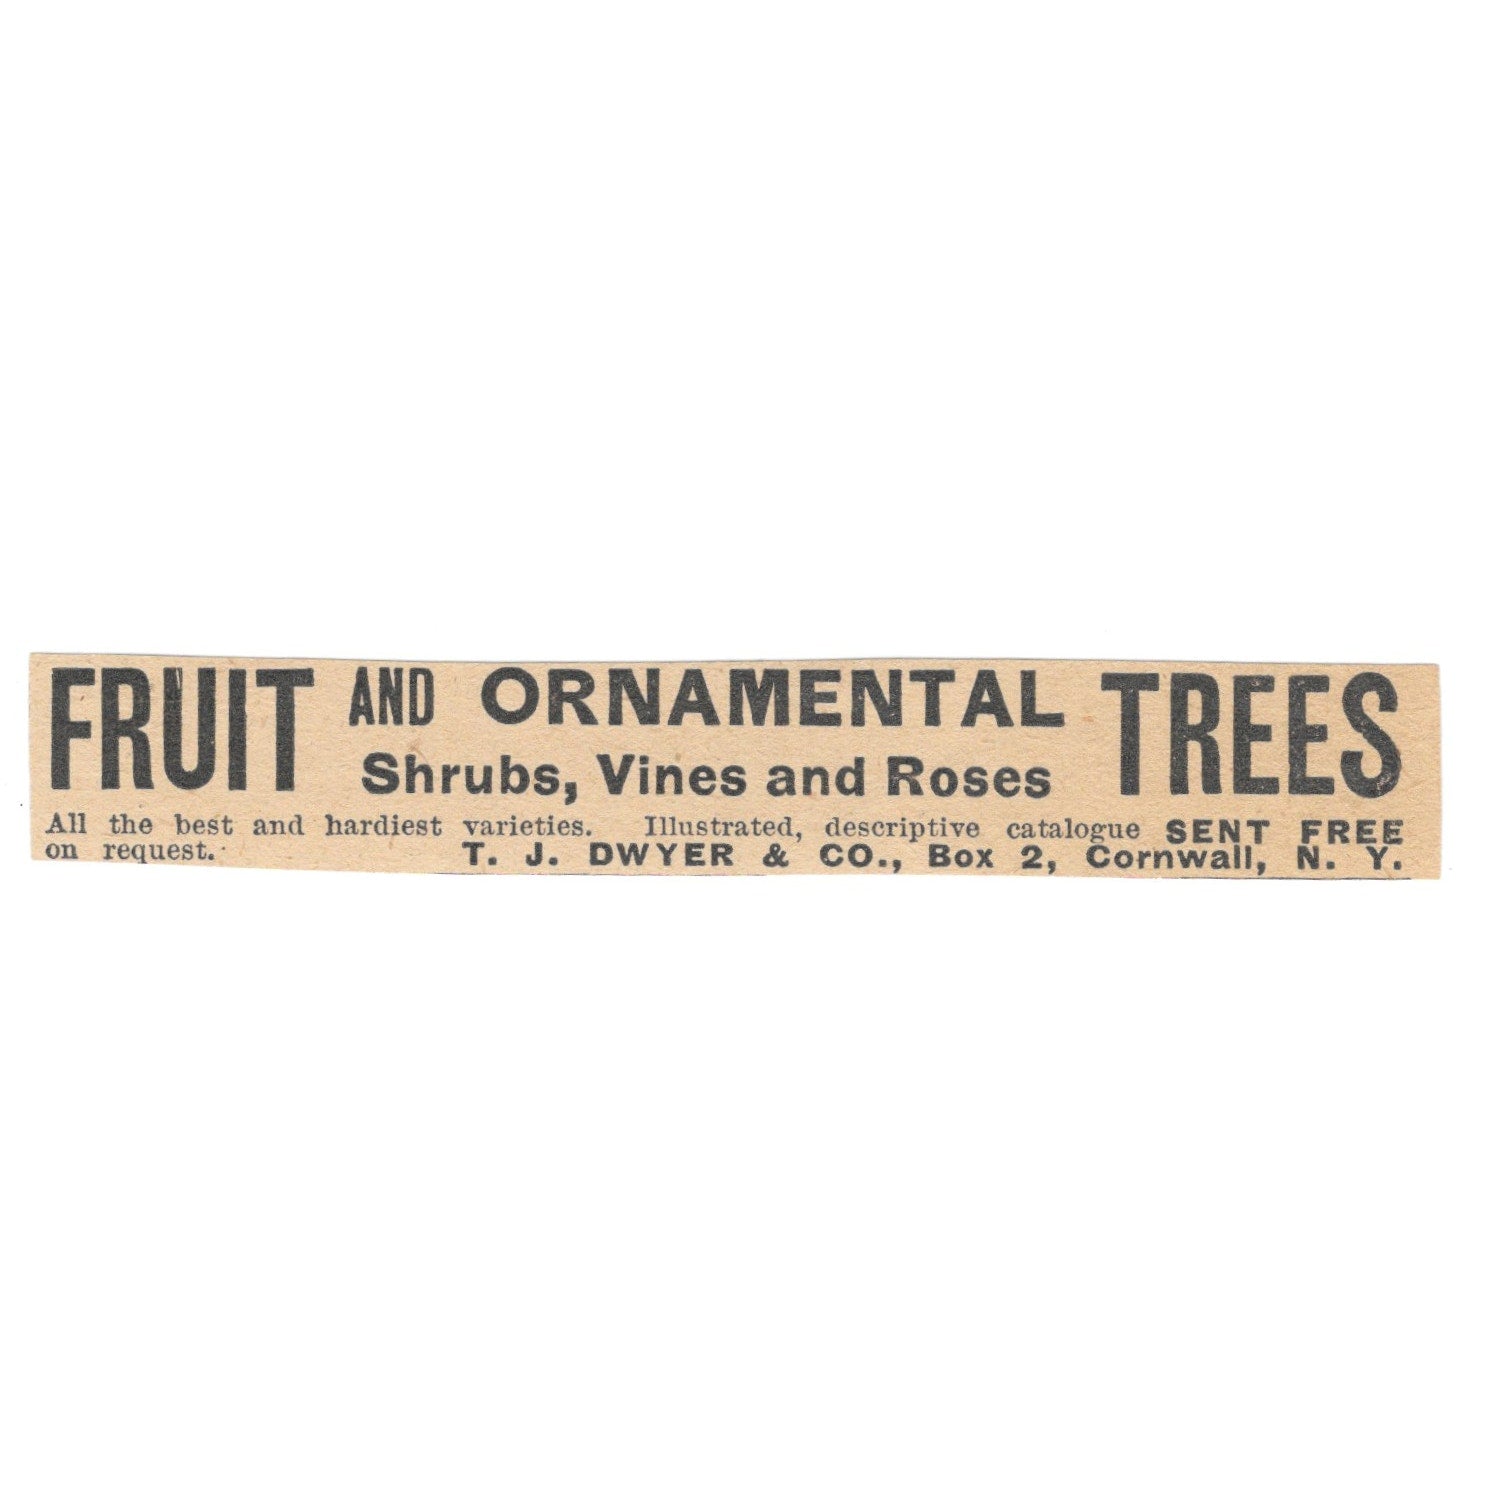 FRUIT AND ORNAMENTAL TREES
Shrubs, Vines and Roses
All the best and hardiest varieties. Illustrated, descriptive catalogue SENT FREE
on request. T. J. DWYER & CO., Box 2, Cornwall, N. Y.